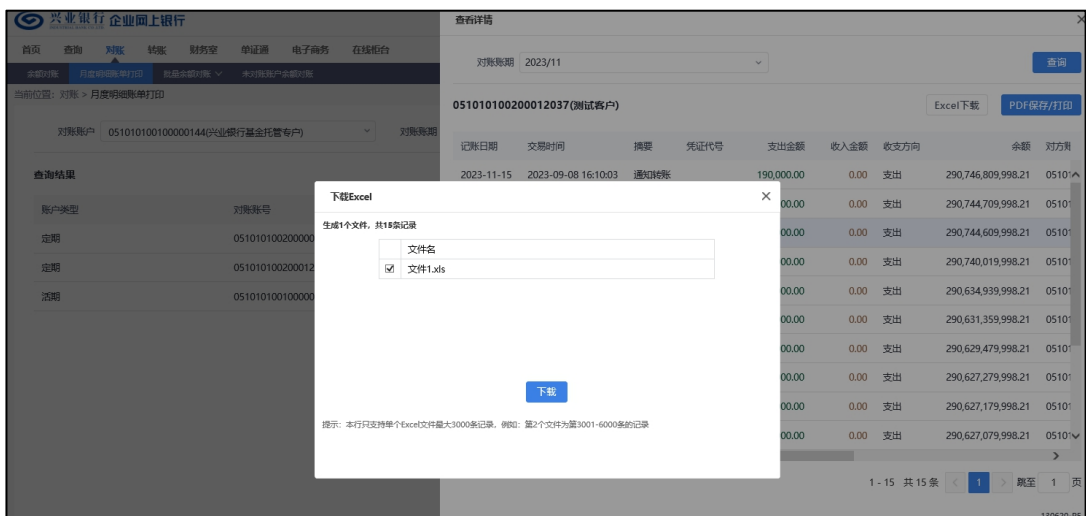 兴业银行 企业网上银行
首页 查询 对账 转账 财务室 单证通 电子商务 在线柜台
余额对账 月度明细账单打印 批量余额对账 未对账账户余额对账
当前位置：对账 > 月度明细账单打印
对账账户 051010100100000144(兴业银行基金托管专户) 对账账期
查询结果
账户类型 对账账号
定期 0510101002000000
定期 051010100200012
活期 051010100100000
查看详情 ×
对账账期 2023/11 查询
051010100200012037(测试客户) Excel下载 PDF保存/打印
记账日期 交易时间 摘要 凭证代号 支出金额 收入金额 收支方向 余额 对方账
2023-11-15 2023-09-08 16:10:03 通知转账 190,000.00 0.00 支出 290,746,809,998.21 05101
00.00 0.00 支出 290,744,709,998.21 05101
00.00 0.00 支出 290,744,609,998.21 05101
00.00 0.00 支出 290,740,019,998.21 05101
00.00 0.00 支出 290,634,939,998.21 05101
00.00 0.00 支出 290,631,359,998.21 05101
00.00 0.00 支出 290,629,479,998.21 05101
00.00 0.00 支出 290,627,279,998.21 05101
00.00 0.00 支出 290,627,179,998.21 05101
00.00 0.00 支出 290,627,079,998.21 05101
1 - 15 共 15 条 < 1 > 跳至 1 页
下载Excel ×
生成1个文件，共15条记录
文件名
文件1.xls
下载
提示：本行只支持单个Excel文件最大3000条记录，例如：第2个文件为第3001-6000条的记录